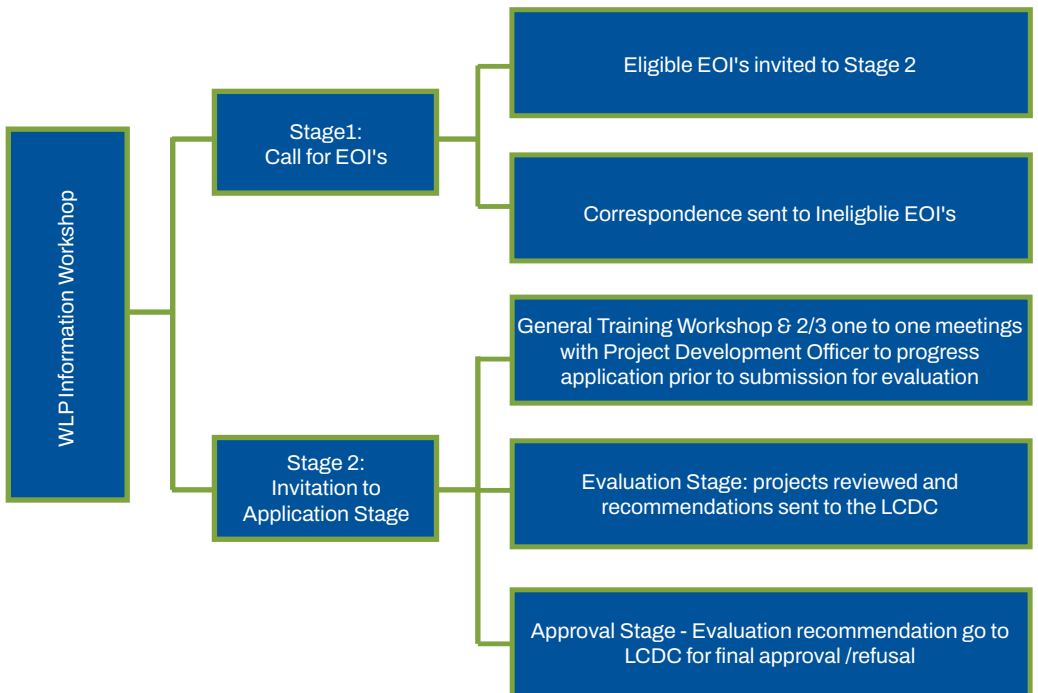 WLP Information Workshop
Stage1:
Call for EOI's
Eligible EOI's invited to Stage 2
Correspondence sent to Ineligblie EOI's
Stage 2:
Invitation to
Application Stage
General Training Workshop & 2/3 one to one meetings
with Project Development Officer to progress
application prior to submission for evaluation
Evaluation Stage: projects reviewed and
recommendations sent to the LCDC
Approval Stage - Evaluation recommendation go to
LCDC for final approval /refusal